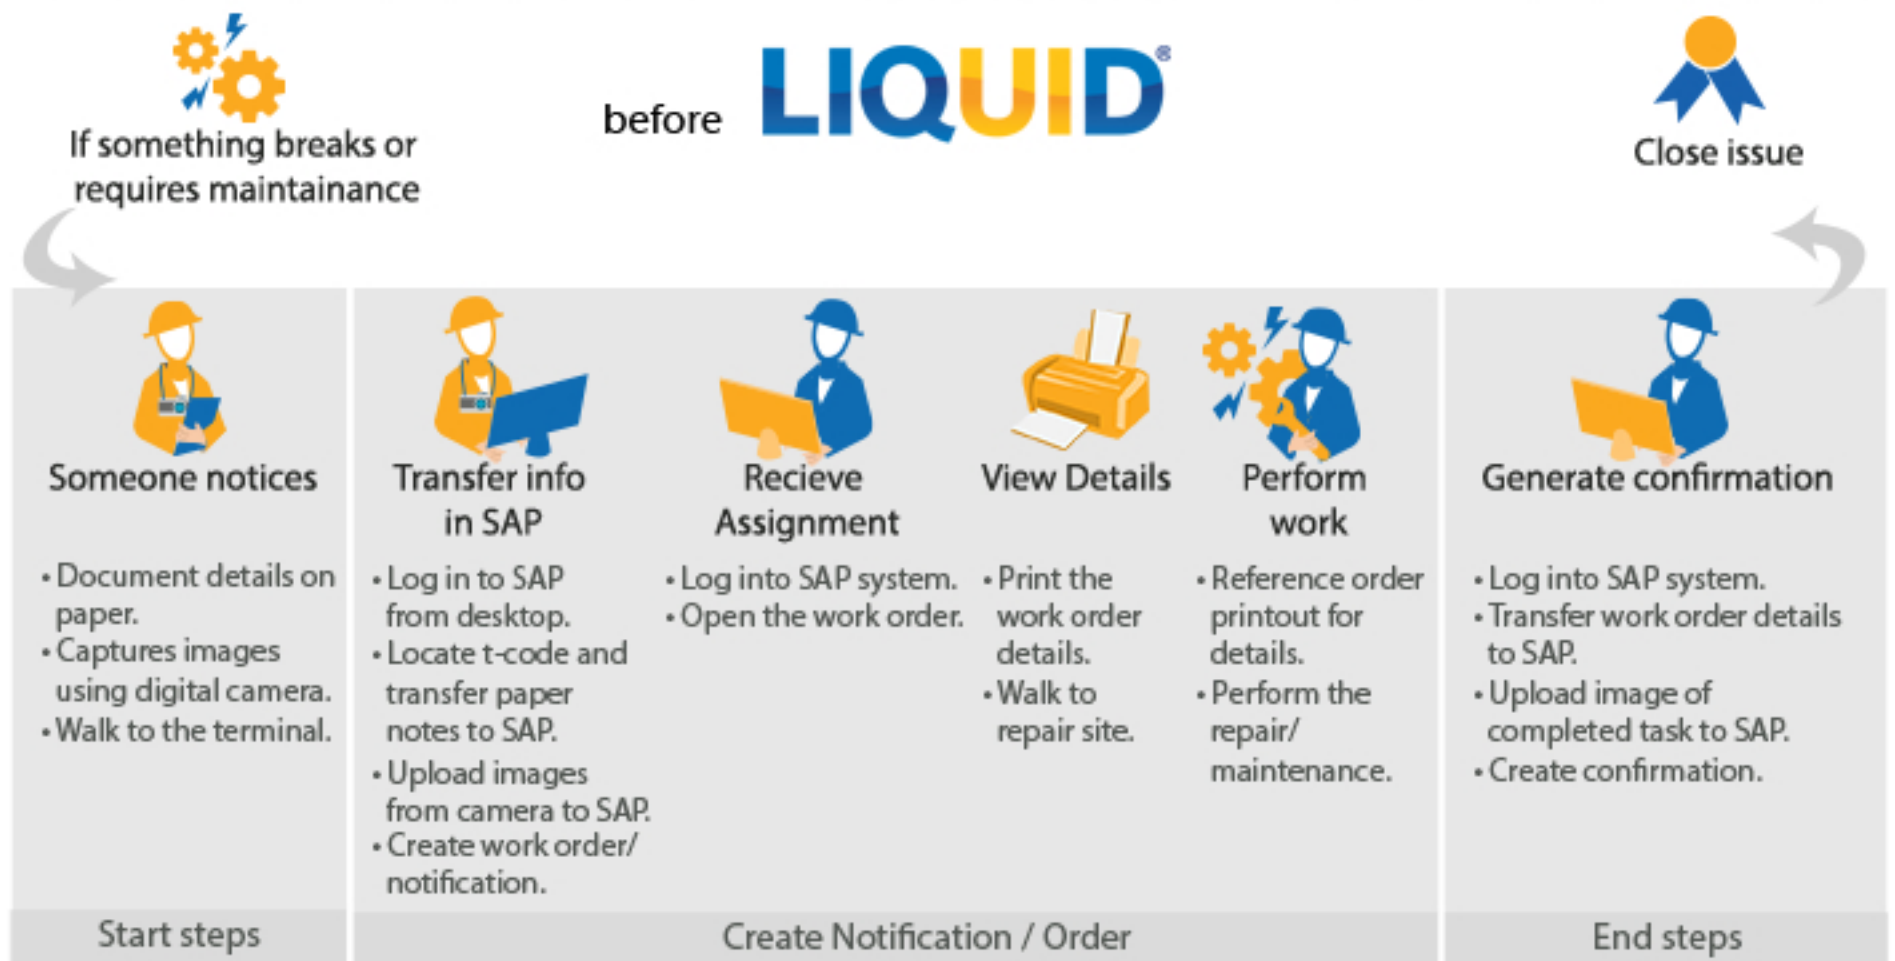 If something breaks or
requires maintainance
before LIQUID®
Close issue
Someone notices
• Document details on
paper.
• Captures images
using digital camera.
• Walk to the terminal.
Transfer info
in SAP
• Log in to SAP
from desktop.
• Locate t-code and
transfer paper
notes to SAP.
• Upload images
from camera to SAP.
• Create work order/
notification.
Recieve
Assignment
• Log into SAP system.
• Open the work order.
View Details
• Print the
work order
details.
• Walk to
repair site.
Perform
work
• Reference order
printout for
details.
• Perform the
repair/
maintenance.
Generate confirmation
• Log into SAP system.
• Transfer work order details
to SAP.
• Upload image of
completed task to SAP.
• Create confirmation.
Start steps
Create Notification / Order
End steps